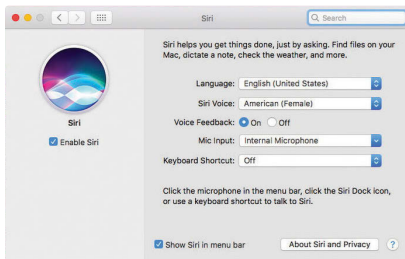 Siri
Search
Siri helps you get things done, just by asking. Find files on your
Mac, dictate a note, check the weather, and more.
Siri
Enable Siri
Language: English (United States)
Siri Voice: American (Female)
Voice Feedback: On Off
Mic Input: Internal Microphone
Keyboard Shortcut: Off
Click the microphone in the menu bar, click the Siri Dock icon,
or use a keyboard shortcut to talk to Siri.
Show Siri in menu bar
About Siri and Privacy ?